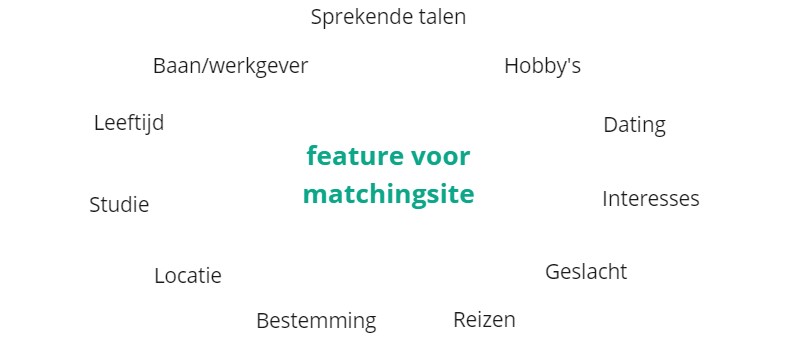 Sprekende talen
Baan/werkgever
Hobby's
Leeftijd
Dating
feature voor
matchingsite
Studie
Interesses
Locatie
Geslacht
Bestemming
Reizen